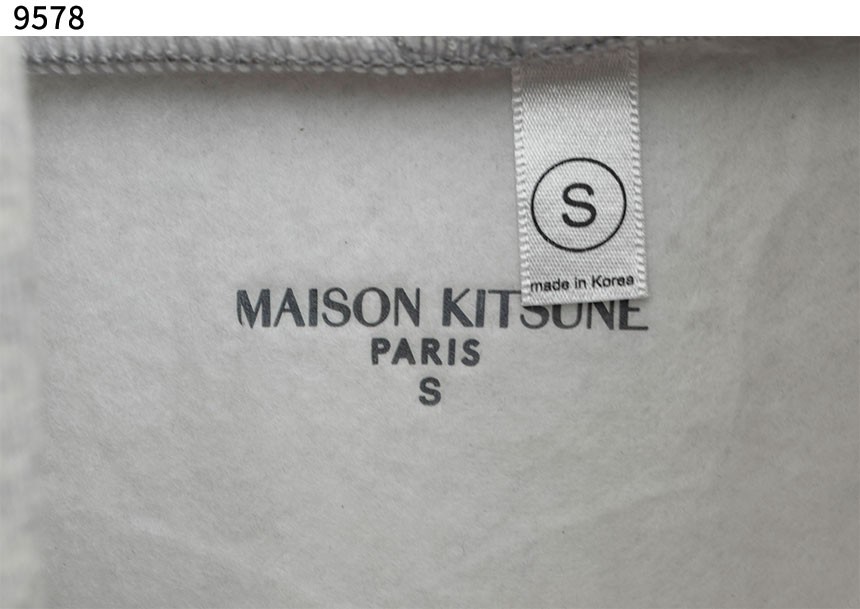 9578
S
made in Korea
MAISON KITSUNE
PARIS
S